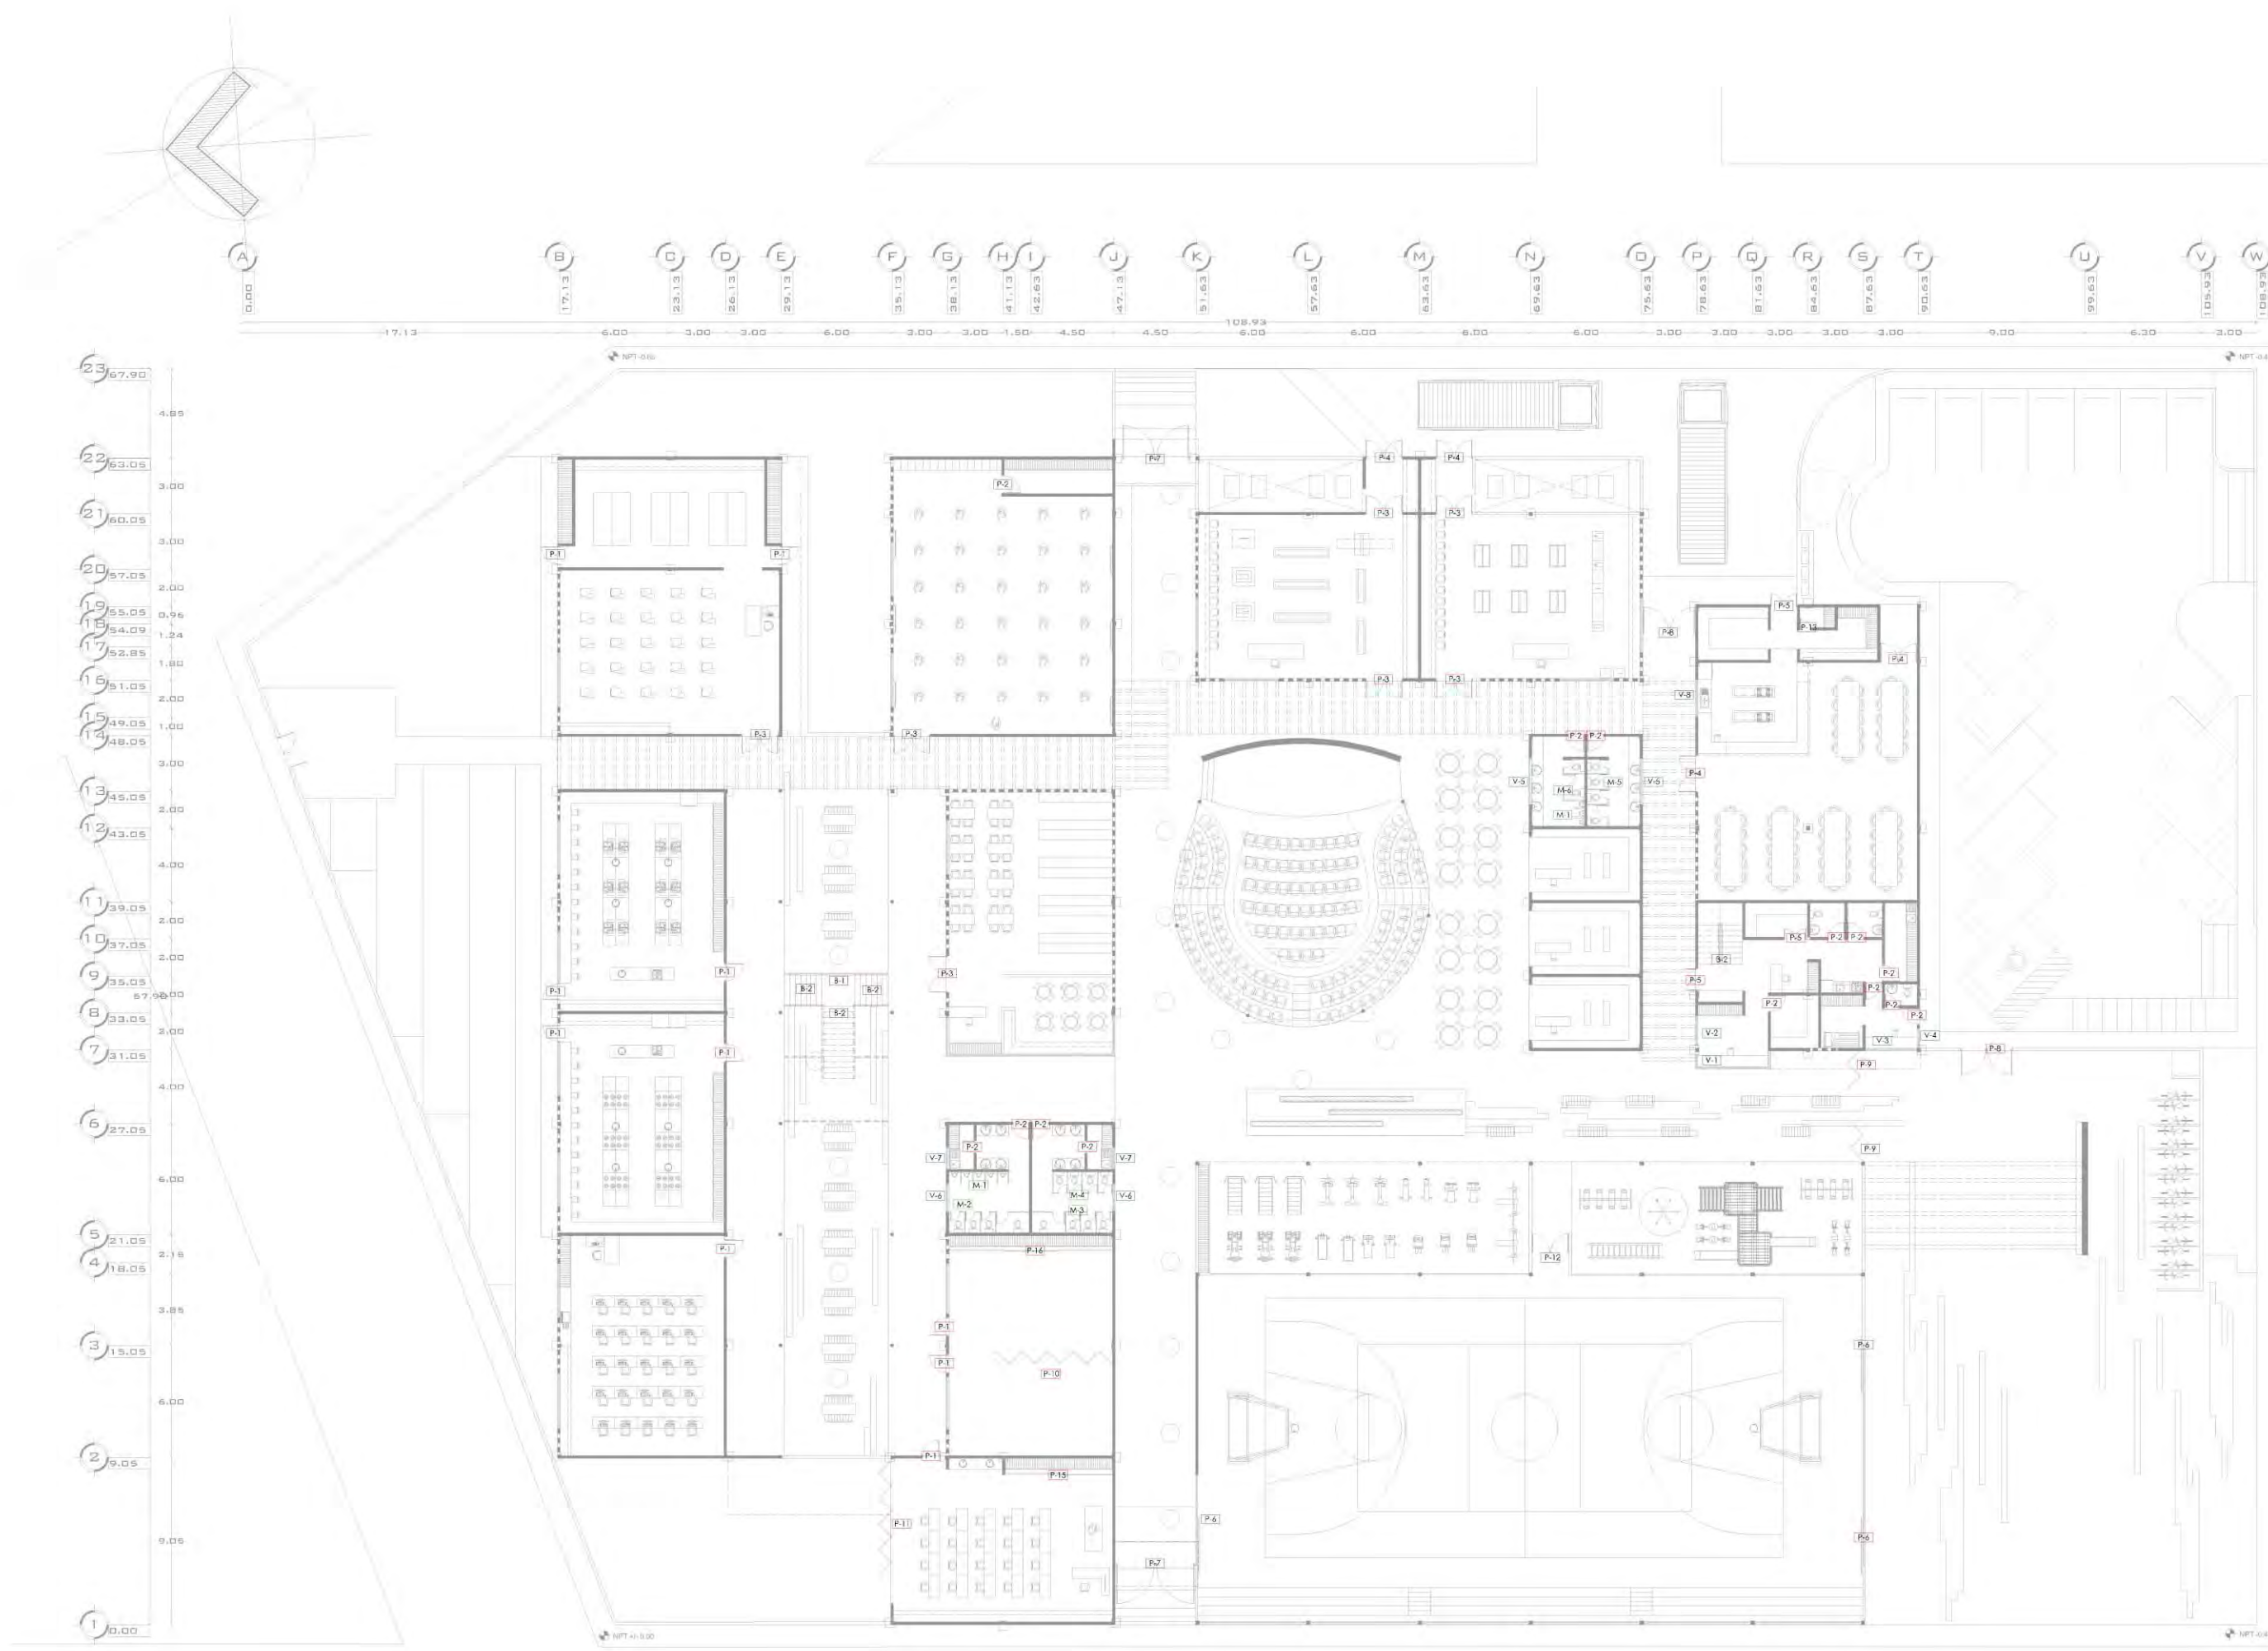 A B C D E F G H I J K L M N O P Q R S T U V W
0.00 17.13 23.13 26.13 29.13 35.13 38.13 41.13 42.63 47.13 51.63 57.63 63.63 69.63 75.63 78.63 81.63 84.63 87.63 90.63 99.63 105.93 108.93
108.93
17.13 6.00 3.00 3.00 6.00 3.00 3.00 1.50 4.50 4.50 6.00 6.00 6.00 6.00 3.00 3.00 3.00 3.00 3.00 9.00 6.30 3.00
23 67.90
4.85
22 63.05
3.00
21 60.05
3.00
20 57.05
2.00
19 55.05
0.96
18 54.09
1.24
17 52.85
1.80
16 51.05
2.00
15 49.05
1.00
14 48.05
3.00
13 45.05
2.00
12 43.05
4.00
11 39.05
2.00
10 37.05
2.00
9 35.05
8 33.05
2.00
7 31.05
4.00
6 27.05
6.00
5 21.05
2.15
4 18.05
3.85
3 15.05
6.00
2 9.05
9.05
1 0.00
P-7 P-4 P-4
P-2
P-3 P-3
P-1 P-1
P-5
P-13
P-8
P-4
P-3 P-3
V-8
P-3 P-3
P-2 P-2
P-4
V-5 M-6 M-5 V-5
M-1
P-5 P-2 P-2
B-2
P-1 P-3 P-2
P-5
B-1
P-1 B-2 B-2 P-2
P-2 P-2
B-2 P-2
P-1 V-2 V-3 V-4
P-1 P-8
V-1 P-9
P-2 P-2
P-2 P-2 P-9
V-7 V-7
M-1
V-6 M-4 V-6
M-2 M-3
P-1 P-16 P-12
P-1
P-6
P-1
P-10
P-1
P-15
P-11 P-6
P-6
P-7